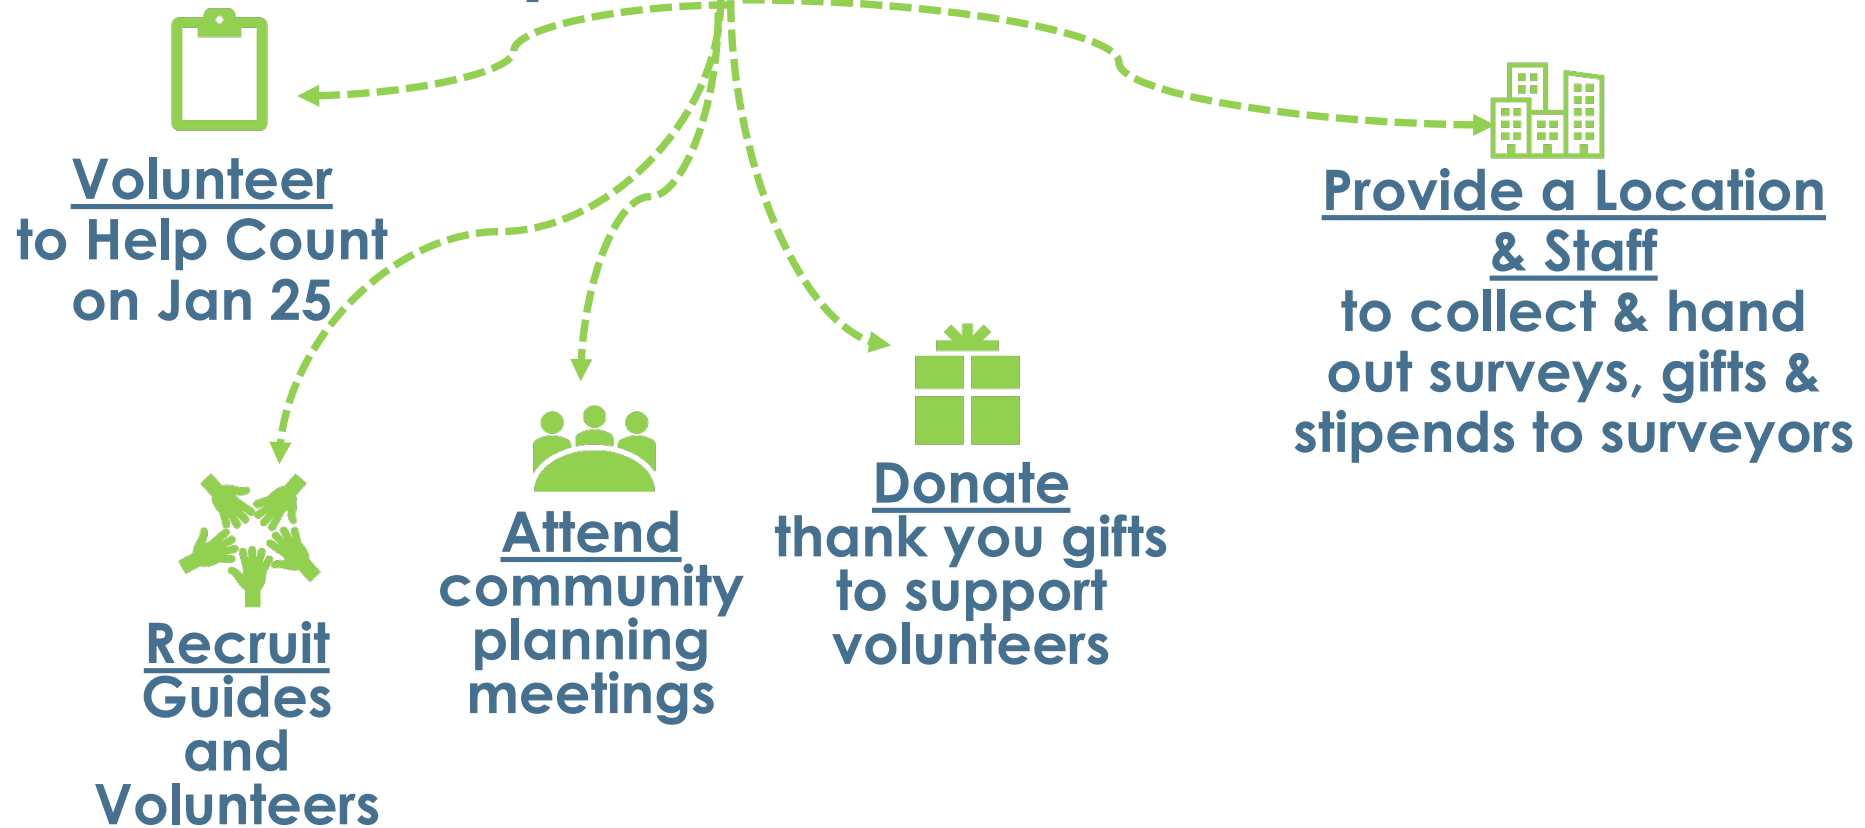 Volunteer
to Help Count
on Jan 25
Recruit
Guides
and
Volunteers
Attend
community
planning
meetings
Donate
thank you gifts
to support
volunteers
Provide a Location
& Staff
to collect & hand
out surveys, gifts &
stipends to surveyors